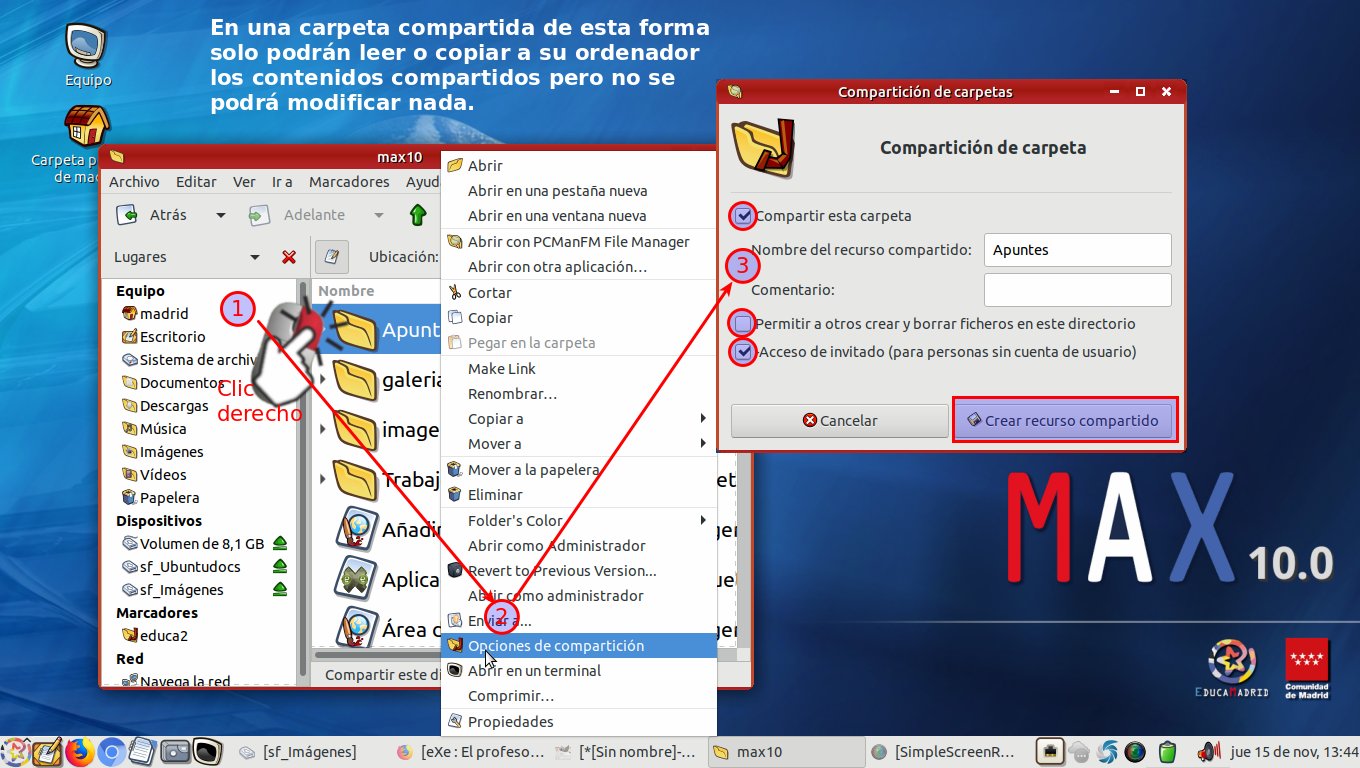 En una carpeta compartida de esta forma
solo podrán leer o copiar a su ordenador
los contenidos compartidos pero no se
podrá modificar nada.
Equipo
Carpeta p
de ma
max10
Archivo Editar Ver Ir a Marcadores Ayud
Atrás Adelante
Lugares
Ubicación:
Equipo
madrid
Escritorio
Sistema de archiv
Documentos
Descargas
Música
Imágenes
Vídeos
Papelera
Dispositivos
Volumen de 8,1 GB
sf_Ubuntudocs
sf_Imágenes
Marcadores
educa2
Red
Navega la red
Nombre
Apunt
galeria
image
Trabaj
Añadi
Aplica
Área d
Compartir este di
1
Clic
derecho
Abrir
Abrir en una pestaña nueva
Abrir en una ventana nueva
Abrir con PCManFM File Manager
Abrir con otra aplicación...
Cortar
Copiar
Pegar en la carpeta
Make Link
Renombrar...
Copiar a
Mover a
Mover a la papelera
Eliminar
Folder's Color
Abrir como Administrador
Revert to Previous Version...
Abrir como administrador
Enviar a...
2
Opciones de compartición
Abrir en un terminal
Comprimir...
Propiedades
Compartición de carpetas
Compartición de carpeta
Compartir esta carpeta
Nombre del recurso compartido: Apuntes
3
Comentario:
Permitir a otros crear y borrar ficheros en este directorio
Acceso de invitado (para personas sin cuenta de usuario)
Cancelar
Crear recurso compartido
MAX 10.0
EDUCAMADRID
Comunidad
de Madrid
[sf_Imágenes] [eXe : El profeso... [*[Sin nombre]-... max10 [SimpleScreenR... jue 15 de nov, 13:44